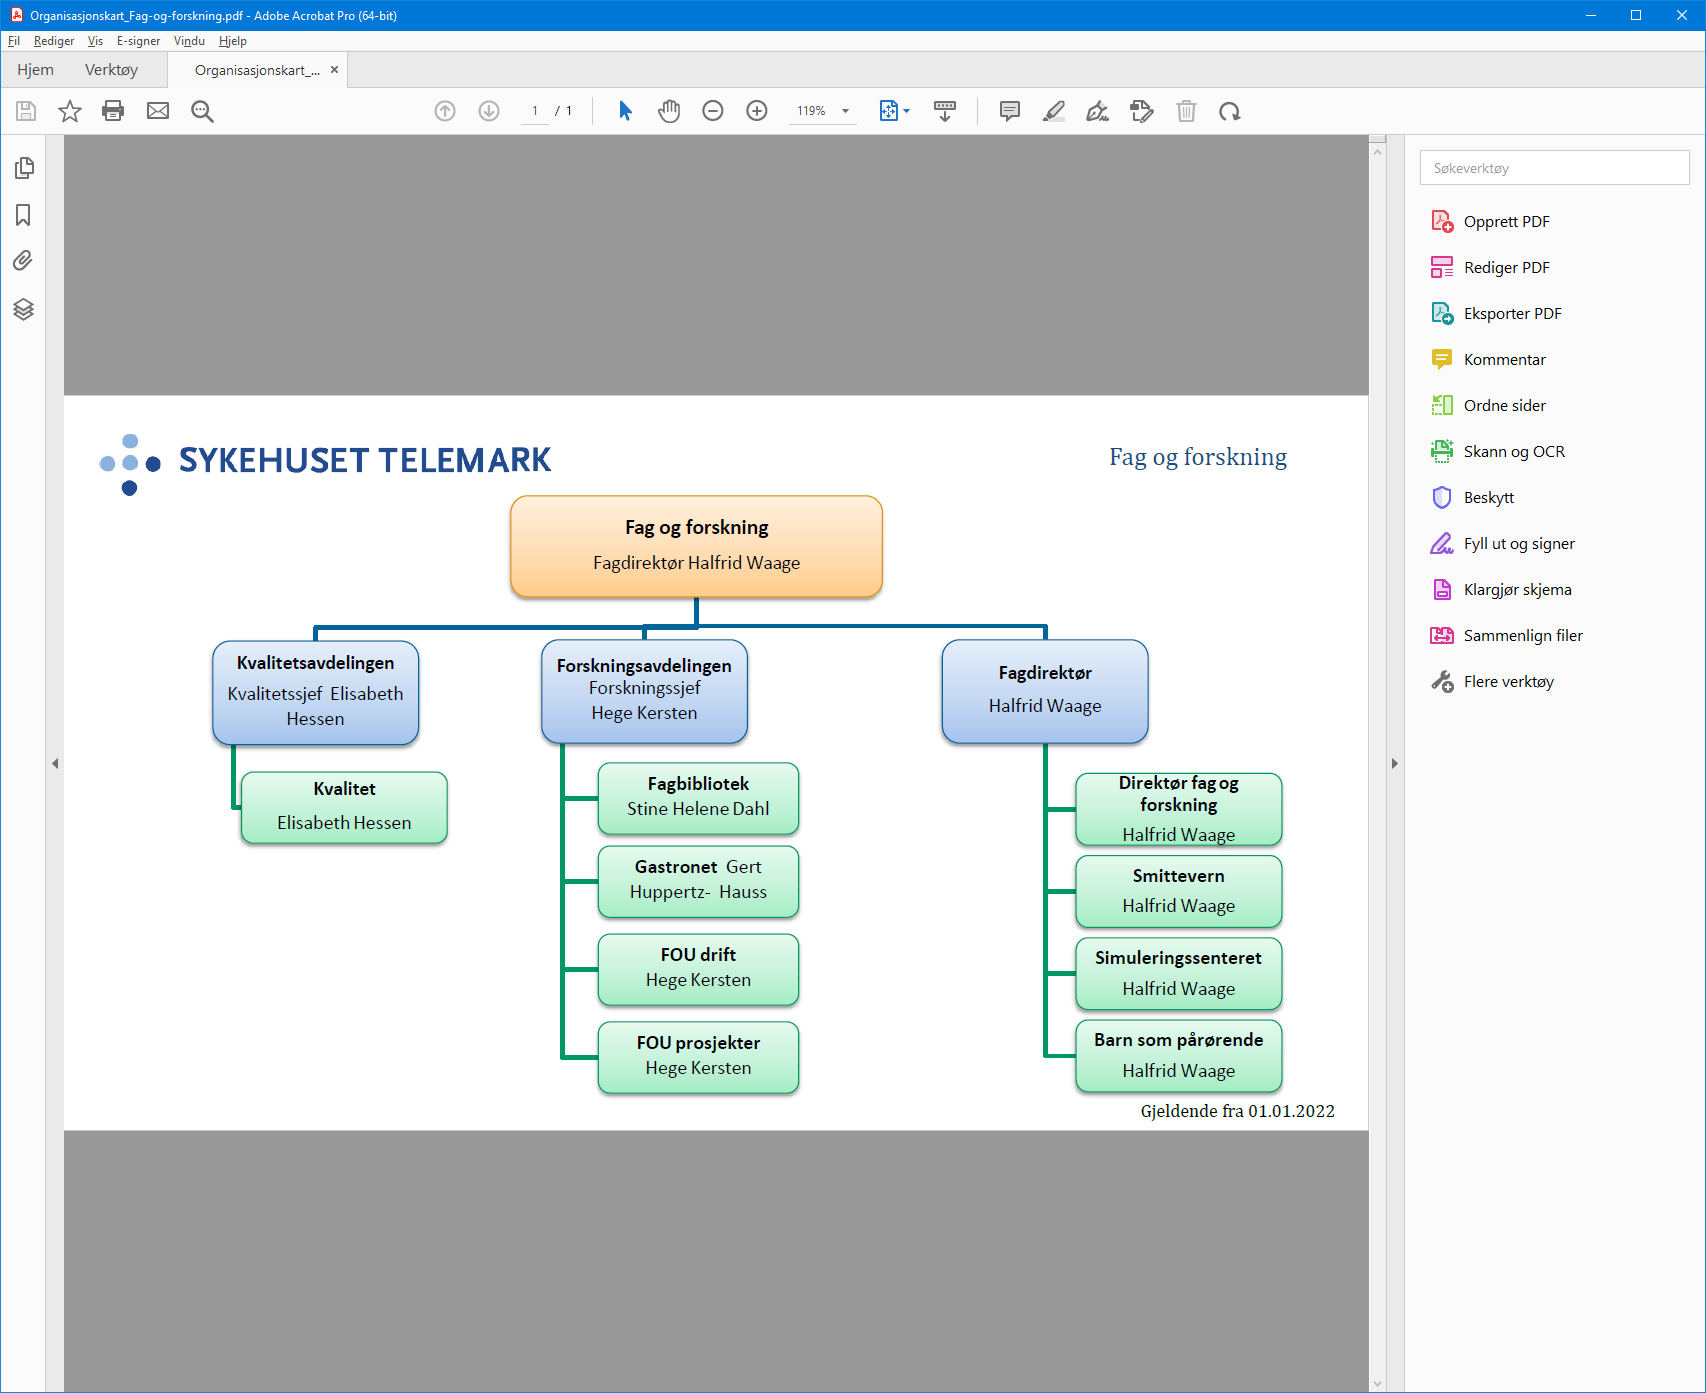 Organisasjonskart_Fag-og-forskning.pdf - Adobe Acrobat Pro (64-bit)
Fil Rediger Vis E-signer Vindu Hjelp
Hjem Verktøy Organisasjonskart_... ×
1 / 1 119%
Søkeverktøy
Opprett PDF
Rediger PDF
Eksporter PDF
Kommentar
Ordne sider
Skann og OCR
Beskytt
Fyll ut og signer
Klargjør skjema
Sammenlign filer
Flere verktøy
SYKEHUSET TELEMARK
Fag og forskning
Fag og forskning
Fagdirektør Halfrid Waage
Kvalitetsavdelingen
Kvalitetssjef Elisabeth
Hessen
Kvalitet
Elisabeth Hessen
Forskningsavdelingen
Forskningssjef
Hege Kersten
Fagbibliotek
Stine Helene Dahl
Gastronet Gert
Huppertz- Hauss
FOU drift
Hege Kersten
FOU prosjekter
Hege Kersten
Fagdirektør
Halfrid Waage
Direktør fag og
forskning
Halfrid Waage
Smittevern
Halfrid Waage
Simuleringssenteret
Halfrid Waage
Barn som pårørende
Halfrid Waage
Gjeldende fra 01.01.2022